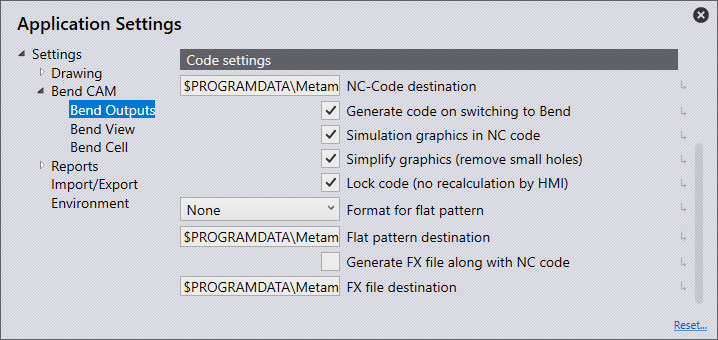 Application Settings
Settings
Drawing
Bend CAM
Bend Outputs
Bend View
Bend Cell
Reports
Import/Export
Environment
Code settings
$PROGRAMDATA\Metam NC-Code destination
Generate code on switching to Bend
Simulation graphics in NC code
Simplify graphics (remove small holes)
Lock code (no recalculation by HMI)
None Format for flat pattern
$PROGRAMDATA\Metam Flat pattern destination
Generate FX file along with NC code
$PROGRAMDATA\Metam FX file destination
Reset...